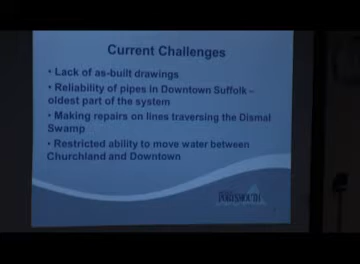 Current Challenges
• Lack of as-built drawings
• Reliability of pipes in Downtown Suffolk –
oldest part of the system
• Making repairs on lines traversing the Dismal
Swamp
• Restricted ability to move water between
Churchland and Downtown
PORTSMOUTH